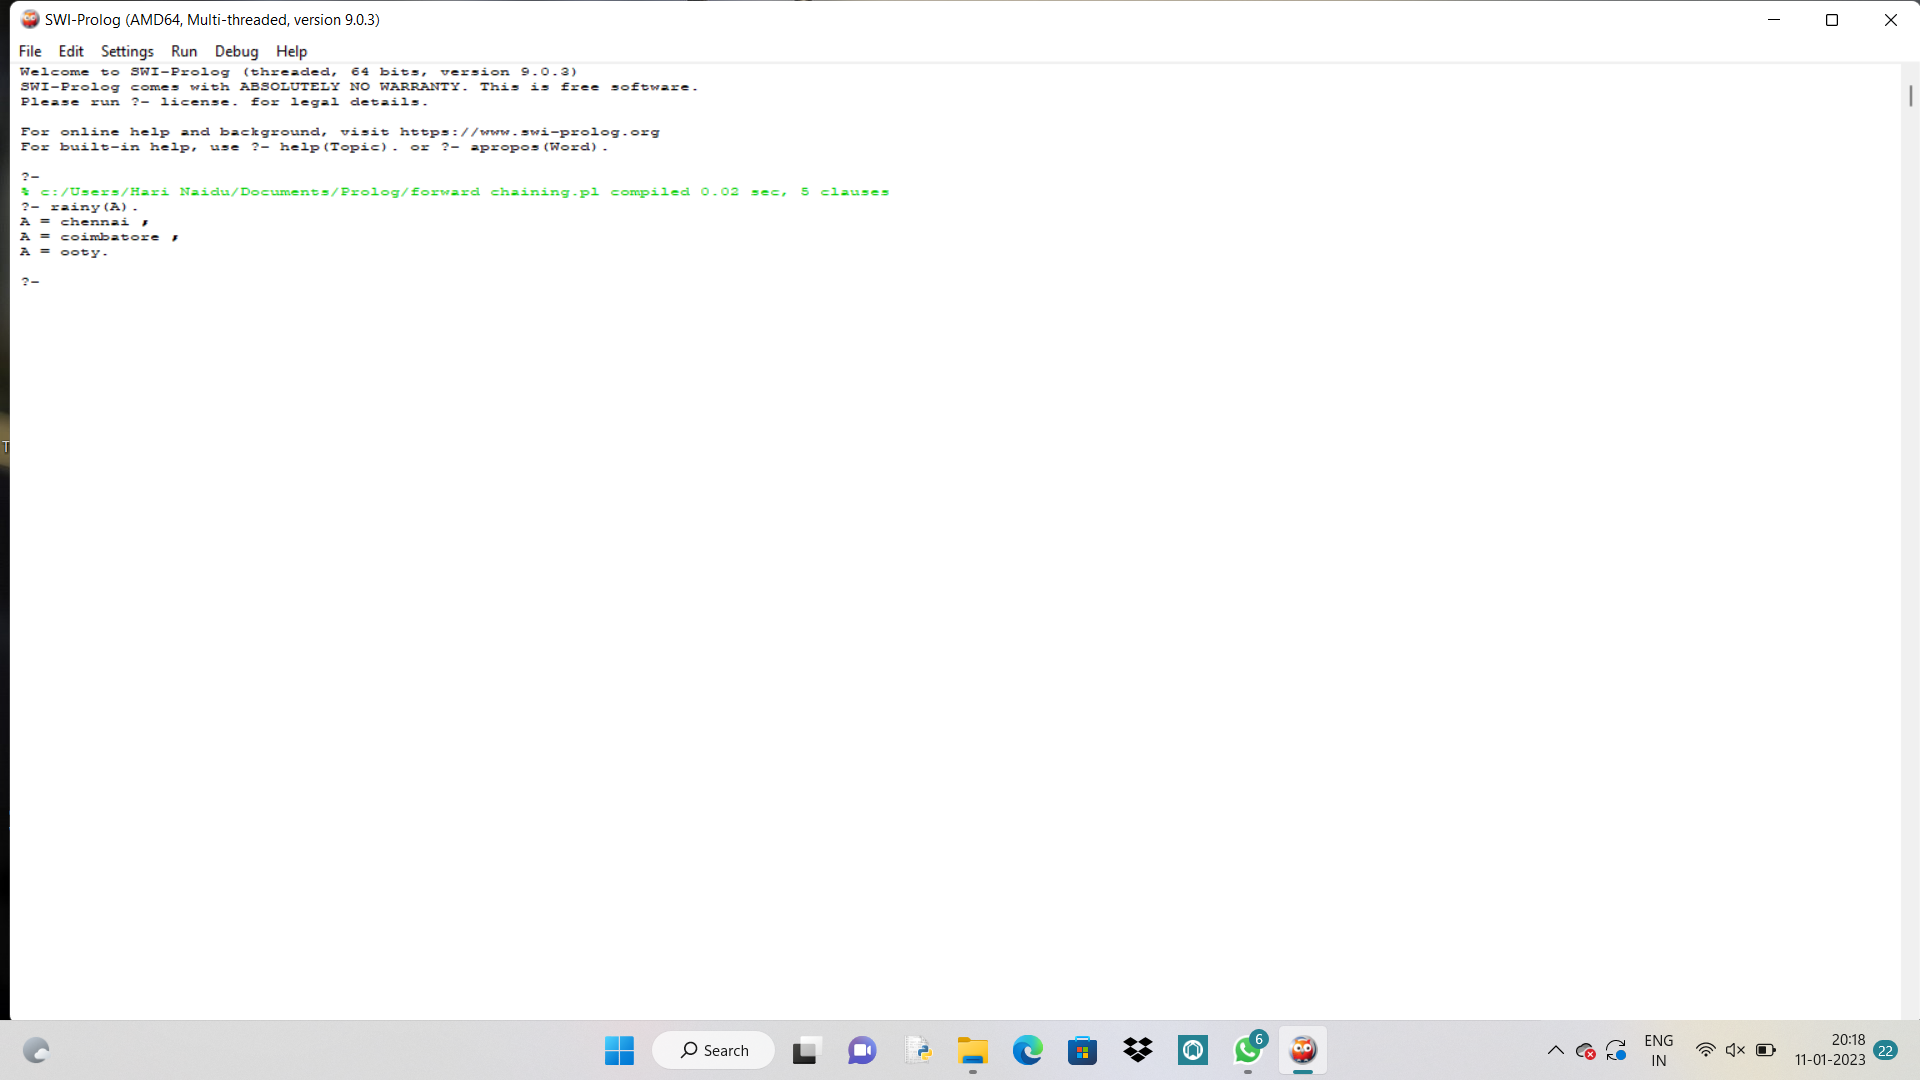 SWI-Prolog (AMD64, Multi-threaded, version 9.0.3)
File Edit Settings Run Debug Help
Welcome to SWI-Prolog (threaded, 64 bits, version 9.0.3)
SWI-Prolog comes with ABSOLUTELY NO WARRANTY. This is free software.
Please run ?- license. for legal details.
For online help and background, visit https://www.swi-prolog.org
For built-in help, use ?- help(Topic). or ?- apropos(Word).
?-
% c:/Users/Hari Naidu/Documents/Prolog/forward chaining.pl compiled 0.02 sec, 5 clauses
?- rainy(A).
A = chennai ;
A = coimbatore ;
A = ooty.
?-
T
Search
6
ENG
IN
20:18
11-01-2023
22